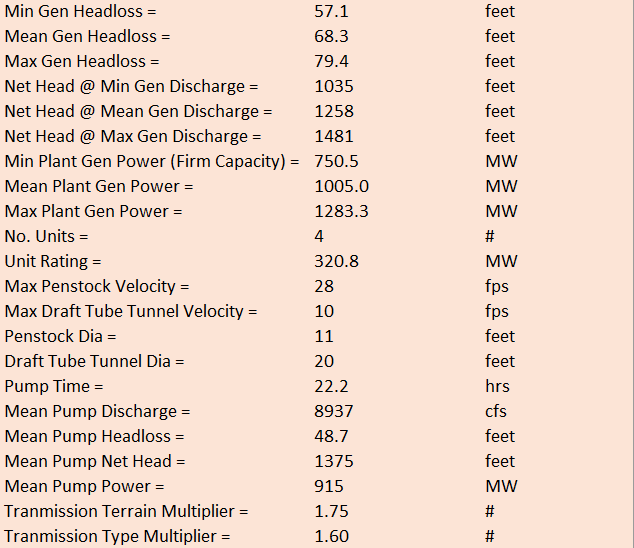 Min Gen Headloss = 57.1 feet
Mean Gen Headloss = 68.3 feet
Max Gen Headloss = 79.4 feet
Net Head @ Min Gen Discharge = 1035 feet
Net Head @ Mean Gen Discharge = 1258 feet
Net Head @ Max Gen Discharge = 1481 feet
Min Plant Gen Power (Firm Capacity) = 750.5 MW
Mean Plant Gen Power = 1005.0 MW
Max Plant Gen Power = 1283.3 MW
No. Units = 4 #
Unit Rating = 320.8 MW
Max Penstock Velocity = 28 fps
Max Draft Tube Tunnel Velocity = 10 fps
Penstock Dia = 11 feet
Draft Tube Tunnel Dia = 20 feet
Pump Time = 22.2 hrs
Mean Pump Discharge = 8937 cfs
Mean Pump Headloss = 48.7 feet
Mean Pump Net Head = 1375 feet
Mean Pump Power = 915 MW
Tranmission Terrain Multiplier = 1.75 #
Tranmission Type Multiplier = 1.60 #